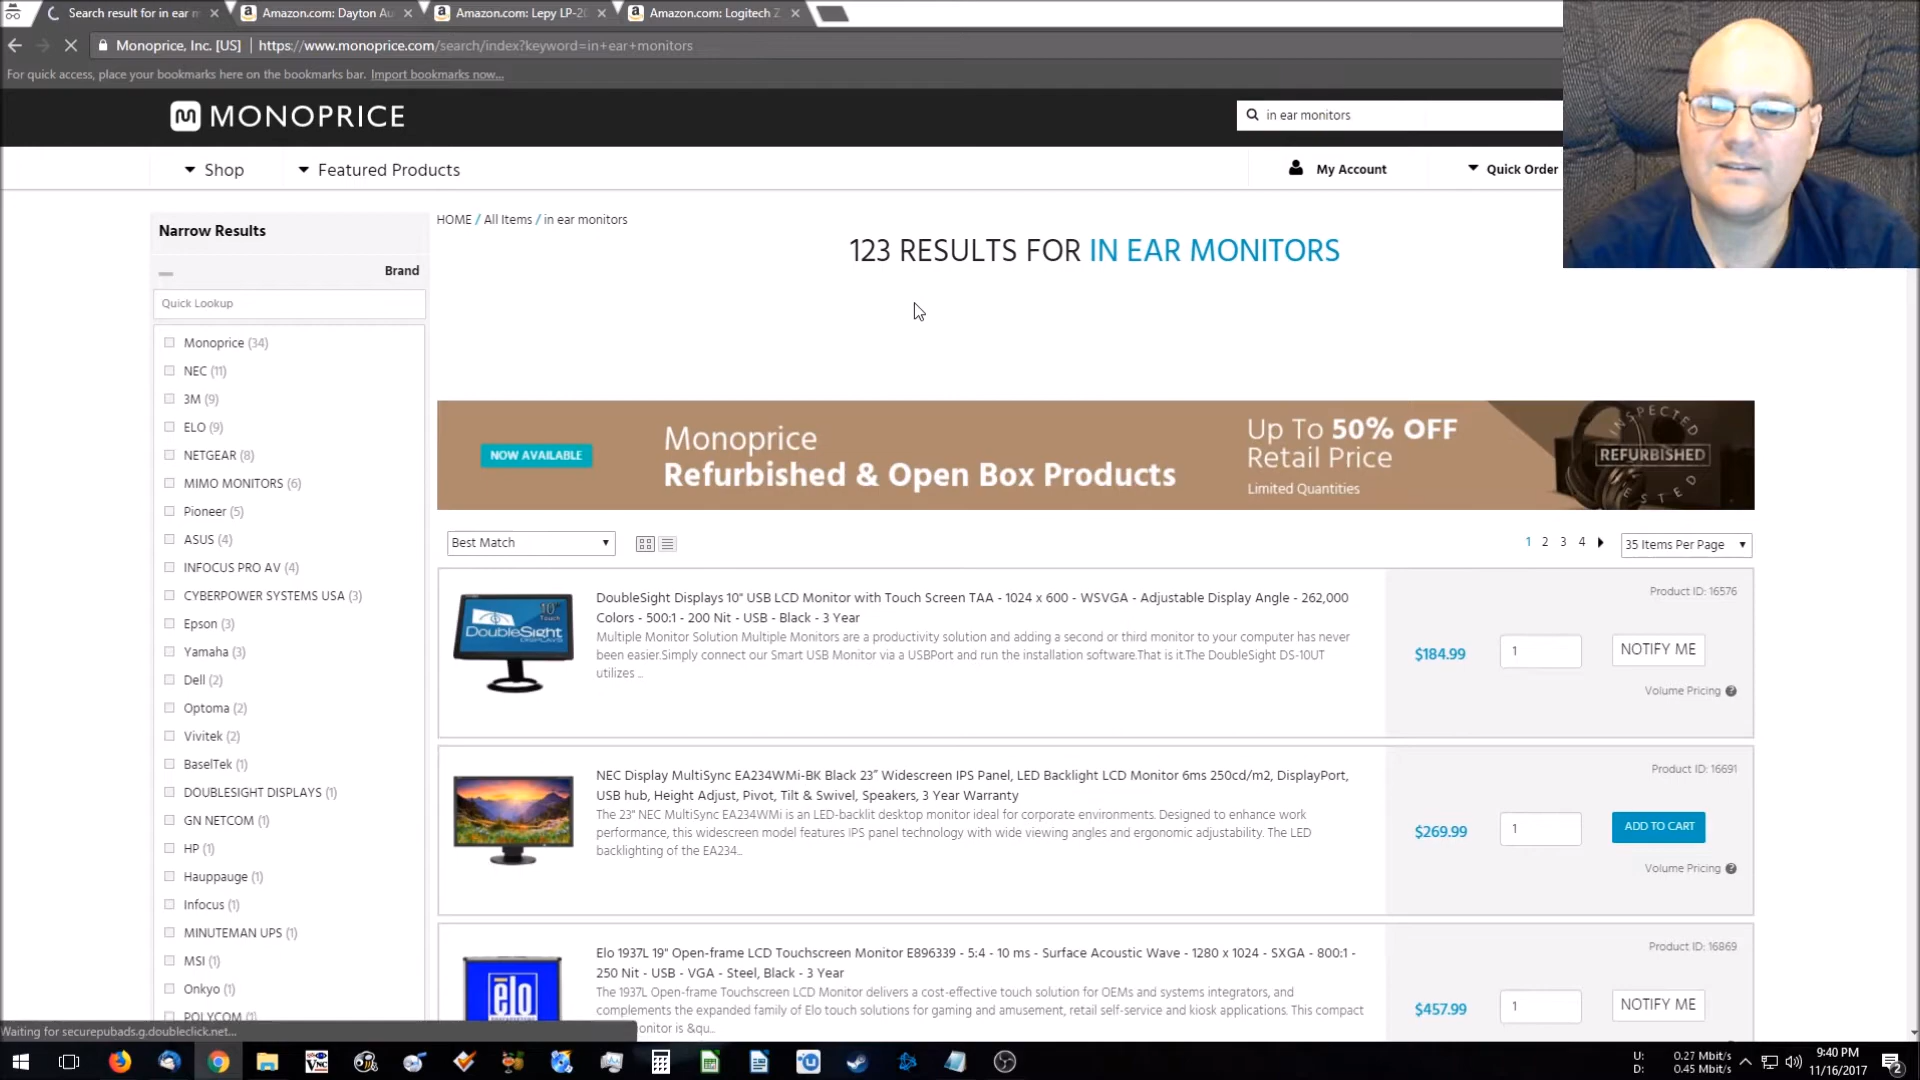 Search result for in ear m
Amazon.com: Dayton Au
Amazon.com: Lepy LP-20
Amazon.com: Logitech Z
Monoprice, Inc. [US]
https://www.monoprice.com/search/index?keyword=in+ear+monitors
For quick access, place your bookmarks here on the bookmarks bar. Import bookmarks now...
MONOPRICE
in ear monitors
Shop
Featured Products
My Account
Quick Order
Narrow Results
HOME / All Items / in ear monitors
123 RESULTS FOR IN EAR MONITORS
Brand
Quick Lookup
Monoprice (34)
NEC (11)
3M (9)
ELO (9)
NETGEAR (8)
MIMO MONITORS (6)
Pioneer (5)
ASUS (4)
INFOCUS PRO AV (4)
CYBERPOWER SYSTEMS USA (3)
Epson (3)
Yamaha (3)
Dell (2)
Optoma (2)
Vivitek (2)
BaselTek (1)
DOUBLESIGHT DISPLAYS (1)
GN NETCOM (1)
HP (1)
Hauppauge (1)
Infocus (1)
MINUTEMAN UPS (1)
MSI (1)
Onkyo (1)
POLYCOM (1)
NOW AVAILABLE
Monoprice
Refurbished & Open Box Products
Up To 50% OFF
Retail Price
Limited Quantities
INSPECTED
REFURBISHED
TESTED
Best Match
1 2 3 4
35 Items Per Page
10"
Touch
DoubleSight
DISPLAYS
DoubleSight Displays 10" USB LCD Monitor with Touch Screen TAA - 1024 x 600 - WSVGA - Adjustable Display Angle - 262,000
Colors - 500:1 - 200 Nit - USB - Black - 3 Year
Multiple Monitor Solution Multiple Monitors are a productivity solution and adding a second or third monitor to your computer has never
been easier.Simply connect our Smart USB Monitor via a USBPort and run the installation software.That is it.The DoubleSight DS-10UT
utilizes ..
Product ID: 16576
$184.99
1
NOTIFY ME
Volume Pricing
NEC Display MultiSync EA234WMi-BK Black 23" Widescreen IPS Panel, LED Backlight LCD Monitor 6ms 250cd/m2, DisplayPort,
USB hub, Height Adjust, Pivot, Tilt & Swivel, Speakers, 3 Year Warranty
The 23" NEC MultiSync EA234WMi is an LED-backlit desktop monitor ideal for corporate environments. Designed to enhance work
performance, this widescreen model features IPS panel technology with wide viewing angles and ergonomic adjustability. The LED
backlighting of the EA234...
Product ID: 16691
$269.99
1
ADD TO CART
Volume Pricing
elo
Elo 1937L 19" Open-frame LCD Touchscreen Monitor E896339 - 5:4 - 10 ms - Surface Acoustic Wave - 1280 x 1024 - SXGA - 800:1 -
250 Nit - USB - VGA - Steel, Black - 3 Year
The 1937L Open-frame Touchscreen LCD Monitor delivers a cost-effective touch solution for OEMs and systems integrators, and
complements the expanded family of Elo touch solutions for gaming and amusement, retail self-service and kiosk applications. This compact
onitor is &qu...
Product ID: 16869
$457.99
1
NOTIFY ME
Waiting for securepubads.g.doubleclick.net...
U: 0.27 Mbit/s
D: 0.45 Mbit/s
9:40 PM
11/16/2017
2